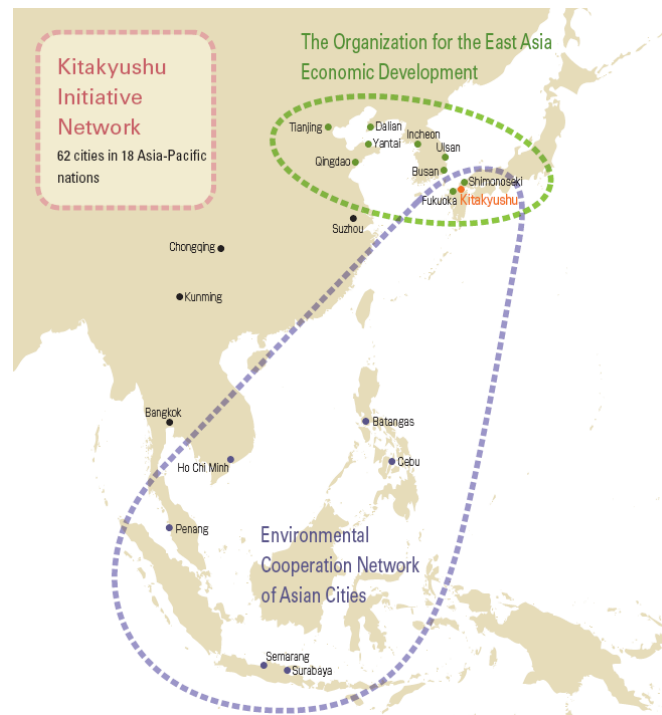 Kitakyushu
Initiative
Network
62 cities in 18 Asia-Pacific
nations
The Organization for the East Asia
Economic Development
Tianjing
Dalian
Yantai
Incheon
Ulsan
Qingdao
Busan
Shimonoseki
Fukuoka
Kitakyushu
Suzhou
Chongqing
Kunming
Bangkok
Batangas
Ho Chi Minh
Cebu
Penang
Environmental
Cooperation Network
of Asian Cities
Semarang
Surabaya